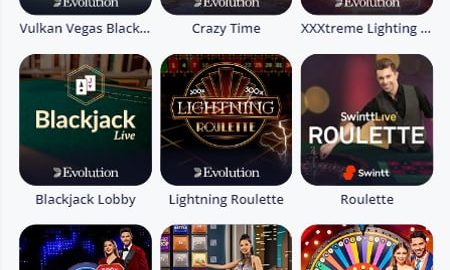 Evolution
Evolution
Evolution
Vulkan Vegas Black...
Crazy Time
XXXtreme Lighting ...
Blackjack
Live
Evolution
300x
300x
LIGHTNING
ROULETTE
Evolution
SwinttLive
ROULETTE
Swintt
Blackjack Lobby
Lightning Roulette
Roulette